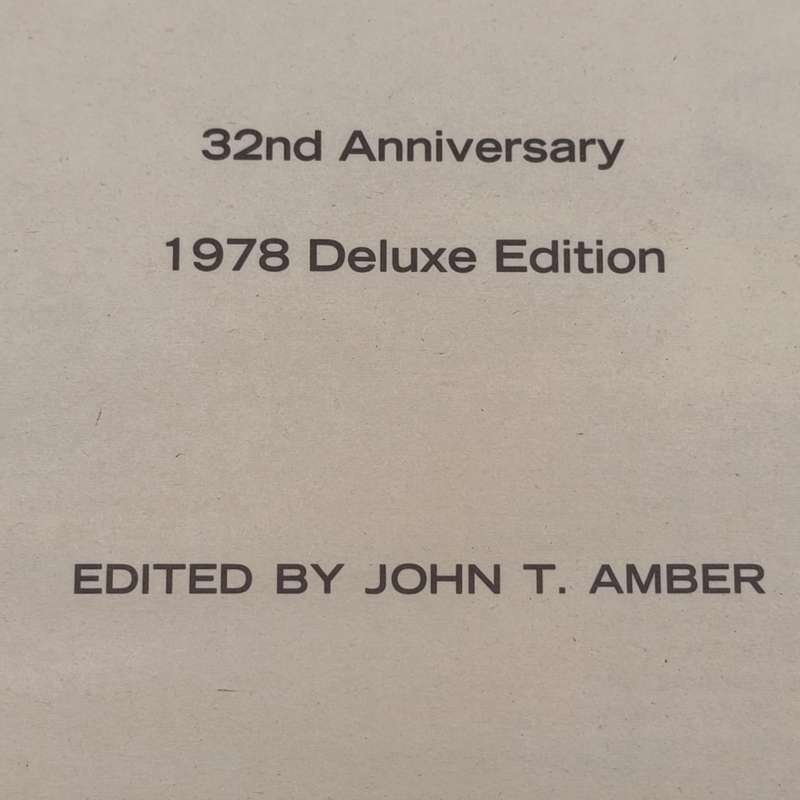 32nd Anniversary
1978 Deluxe Edition
EDITED BY JOHN T. AMBER